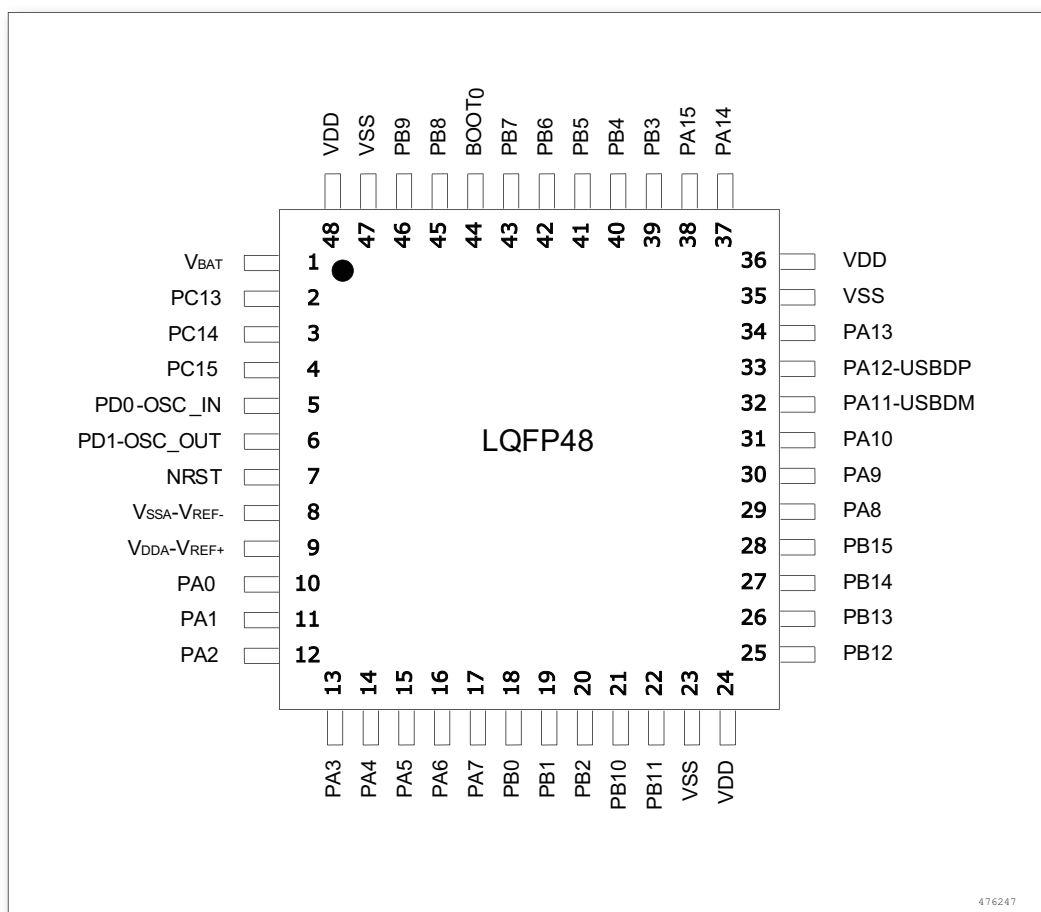 VDD
VSS
PB9
PB8
BOOT0
PB7
PB6
PB5
PB4
PB3
PA15
PA14
48
47
46
45
44
43
42
41
40
39
38
37
VBAT 1
PC13 2
PC14 3
PC15 4
PD0-OSC_IN 5
PD1-OSC_OUT 6
NRST 7
VSSA-VREF- 8
VDDA-VREF+ 9
PA0 10
PA1 11
PA2 12
LQFP48
36 VDD
35 VSS
34 PA13
33 PA12-USBDP
32 PA11-USBDM
31 PA10
30 PA9
29 PA8
28 PB15
27 PB14
26 PB13
25 PB12
13
14
15
16
17
18
19
20
21
22
23
24
PA3
PA4
PA5
PA6
PA7
PB0
PB1
PB2
PB10
PB11
VSS
VDD
476247